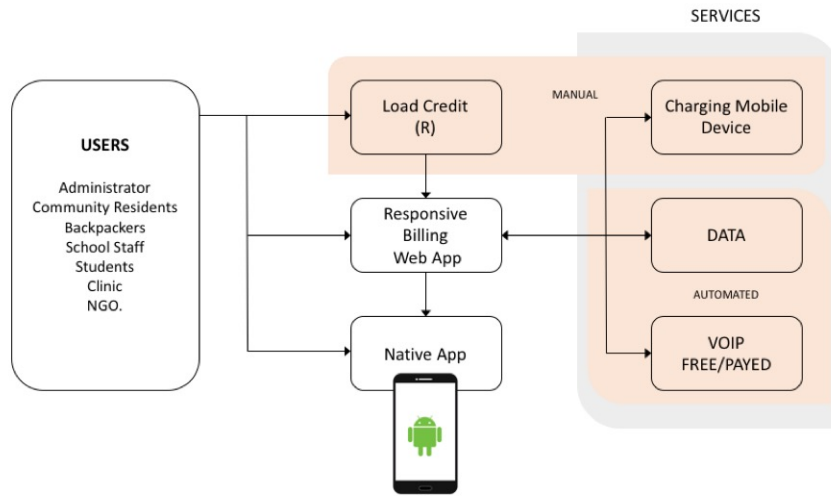 SERVICES
USERS
Administrator
Community Residents
Backpackers
School Staff
Students
Clinic
NGO.
Load Credit
(R)
MANUAL
Charging Mobile
Device
Responsive
Billing
Web App
DATA
AUTOMATED
Native App
VOIP
FREE/PAYED